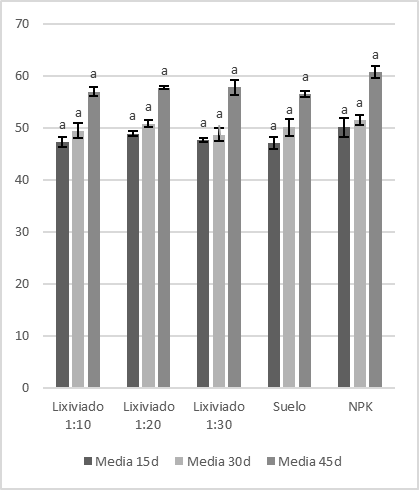 70
60
50
40
30
20
10
0
a a a a a a a a a a a a a a a
Lixiviado 1:10
Lixiviado 1:20
Lixiviado 1:30
Suelo
NPK
Media 15d Media 30d Media 45d